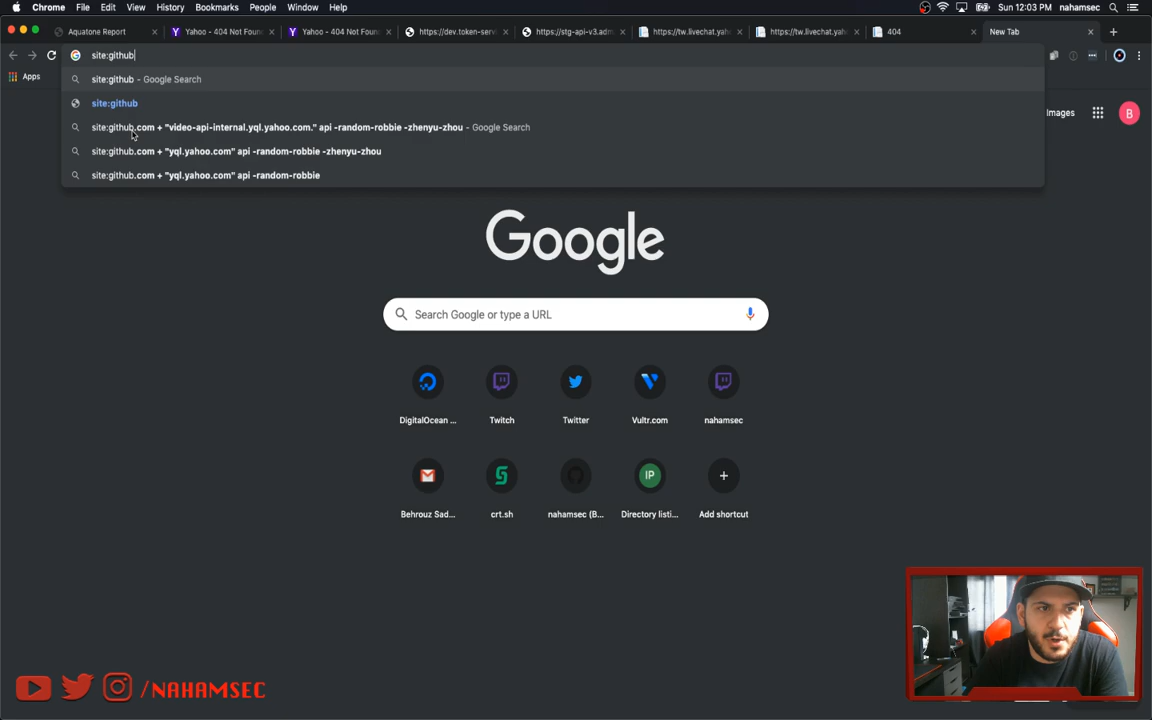 Chrome File Edit View History Bookmarks People Window Help Sun 12:03 PM nahamsec
Aquatone Report Yahoo - 404 Not Foun Yahoo - 404 Not Foun https://dev.token-servi https://stg-api-v3.adm https://tw.livechat.yah https://tw.livechat.yah 404 New Tab
site:github
Apps
site:github - Google Search
site:github
site:github.com + "video-api-internal.yql.yahoo.com." api -random-robbie -zhenyu-zhou - Google Search
site:github.com + "yql.yahoo.com" api -random-robbie -zhenyu-zhou
site:github.com + "yql.yahoo.com" api -random-robbie
Images B
Google
Search Google or type a URL
DigitalOcean ... Twitch Twitter Vultr.com nahamsec
IP
Behrouz Sad... crt.sh nahamsec (B... Directory listi... Add shortcut
/NAHAMSEC